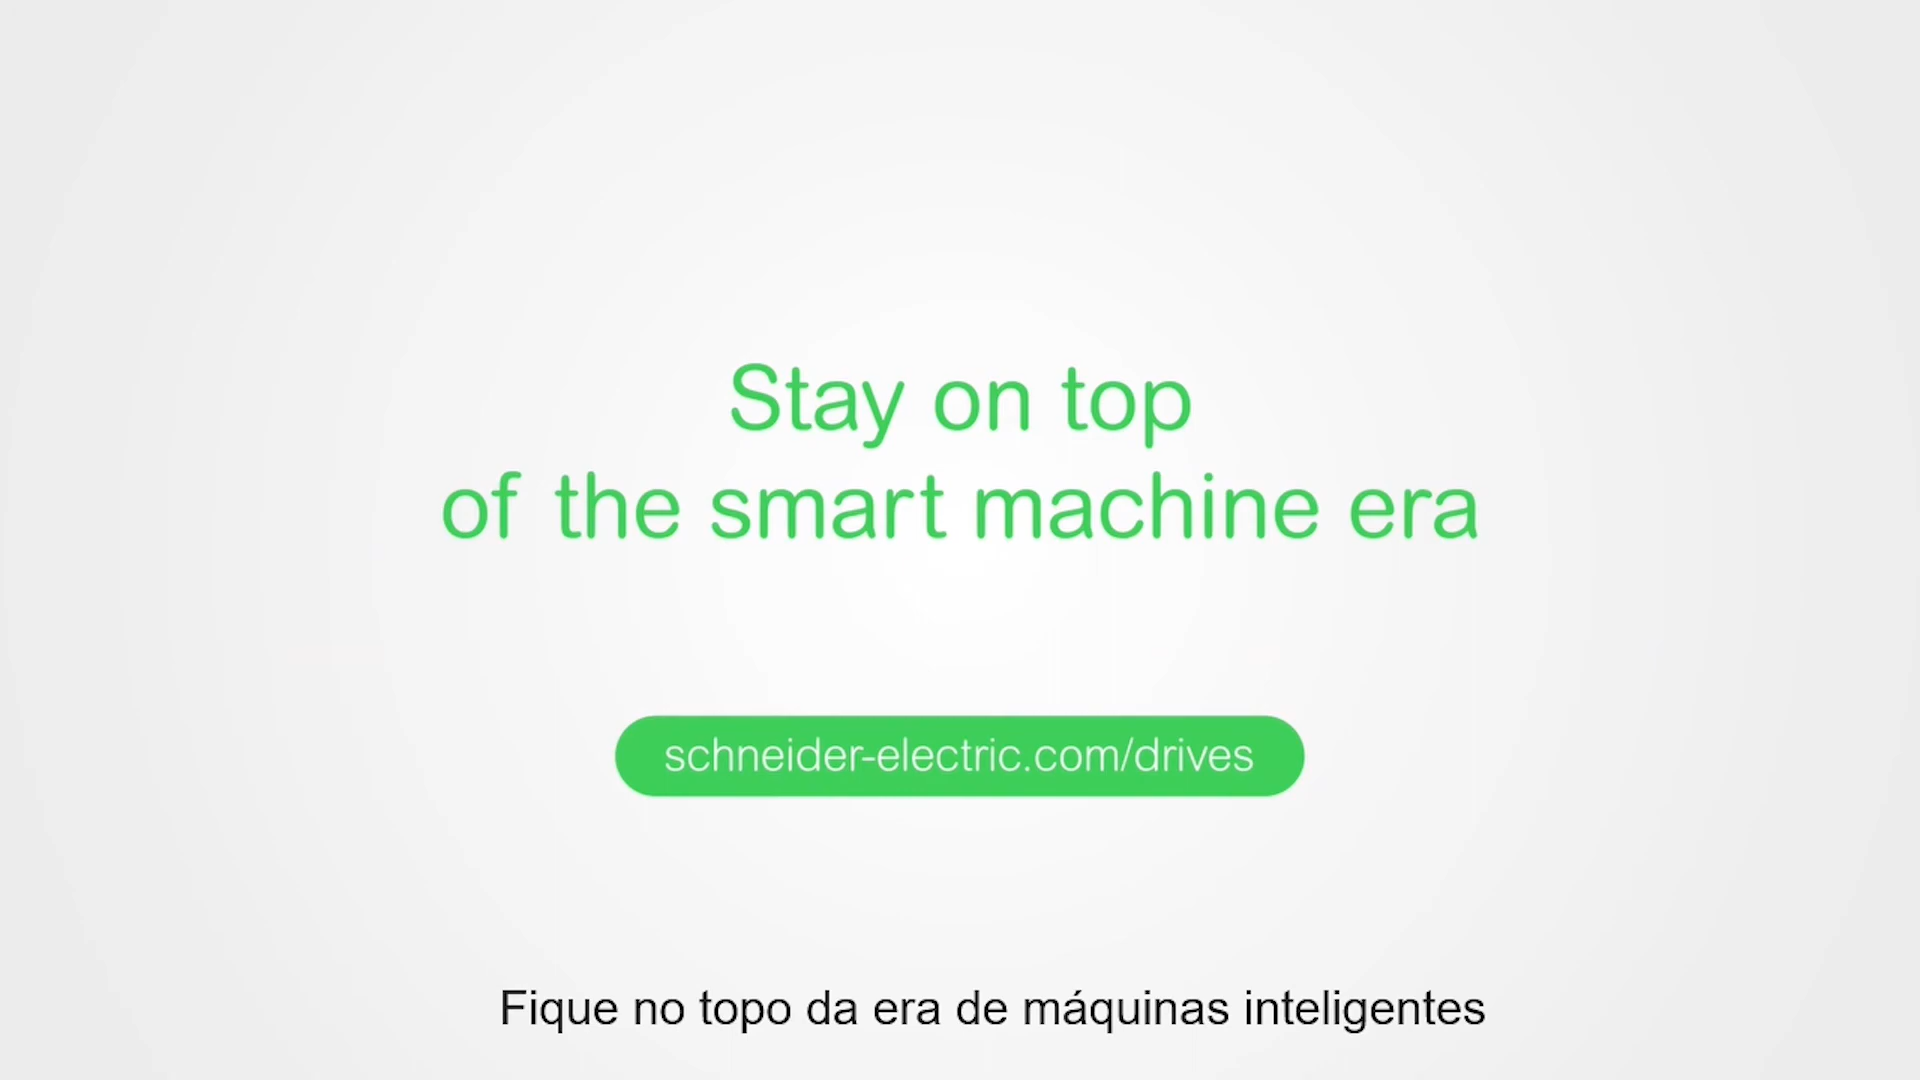 Stay on top
of the smart machine era
schneider-electric.com/drives
Fique no topo da era de máquinas inteligentes